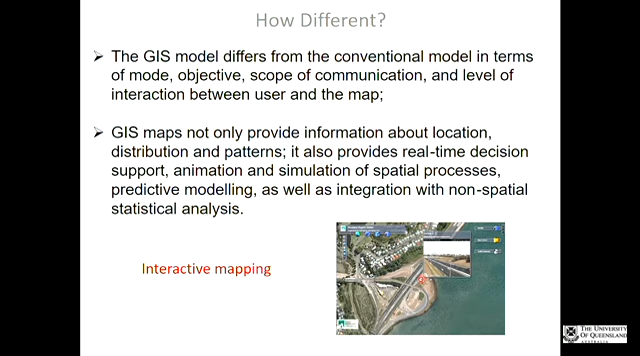 How Different?
➢ The GIS model differs from the conventional model in terms
of mode, objective, scope of communication, and level of
interaction between user and the map;
➢ GIS maps not only provide information about location,
distribution and patterns; it also provides real-time decision
support, animation and simulation of spatial processes,
predictive modelling, as well as integration with non-spatial
statistical analysis.
Interactive mapping
THE UNIVERSITY
OF QUEENSLAND
AUSTRALIA